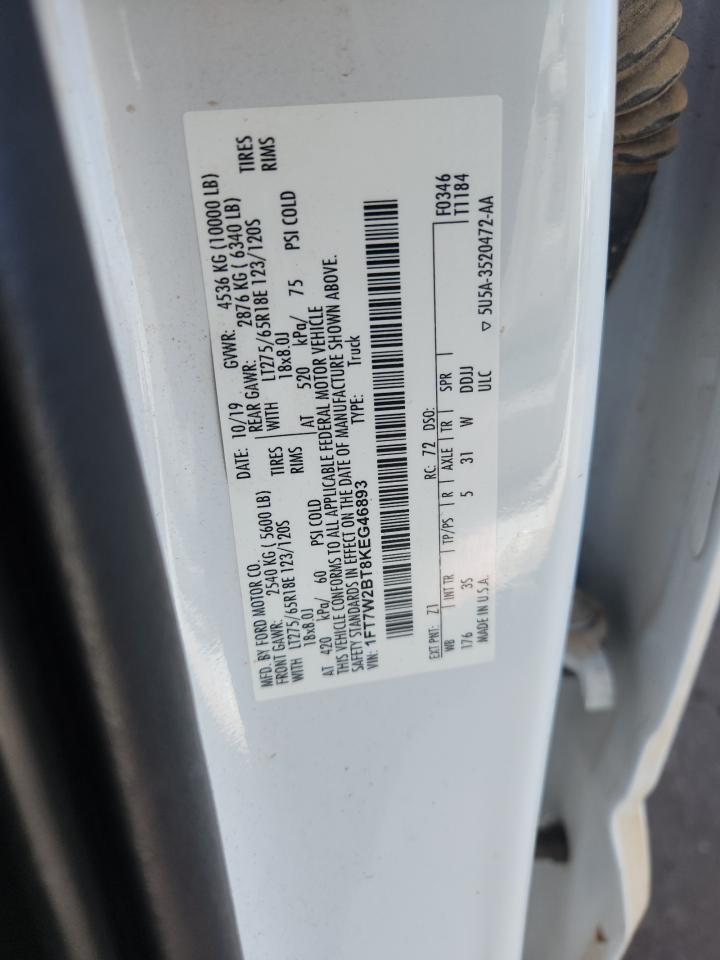 MFD. BY FORD MOTOR CO.
DATE: 10/19 GVWR: 4536 KG (10000 LB)
FRONT GAWR: 2540 KG ( 5600 LB) REAR GAWR: 2876 KG ( 6340 LB)
WITH LT275/65R18E 123/120S TIRES WITH LT275/65R18E 123/120S TIRES
18x8.0J RIMS 18x8.0J RIMS
AT 420 kPa/ 60 PSI COLD AT 520 kPa/ 75 PSI COLD
THIS VEHICLE CONFORMS TO ALL APPLICABLE FEDERAL MOTOR VEHICLE
SAFETY STANDARDS IN EFFECT ON THE DATE OF MANUFACTURE SHOWN ABOVE.
VIN: 1FT7W2BT8KEG46893 TYPE: Truck
F0346
T1184
EXT PNT: Z1 RC: 72 DSO:
WB INT TR TP/PS R AXLE TR SPR
176 3S 5 31 W DDJJ
MADE IN U.S.A. ULC
▽ 5U5A-3520472-AA